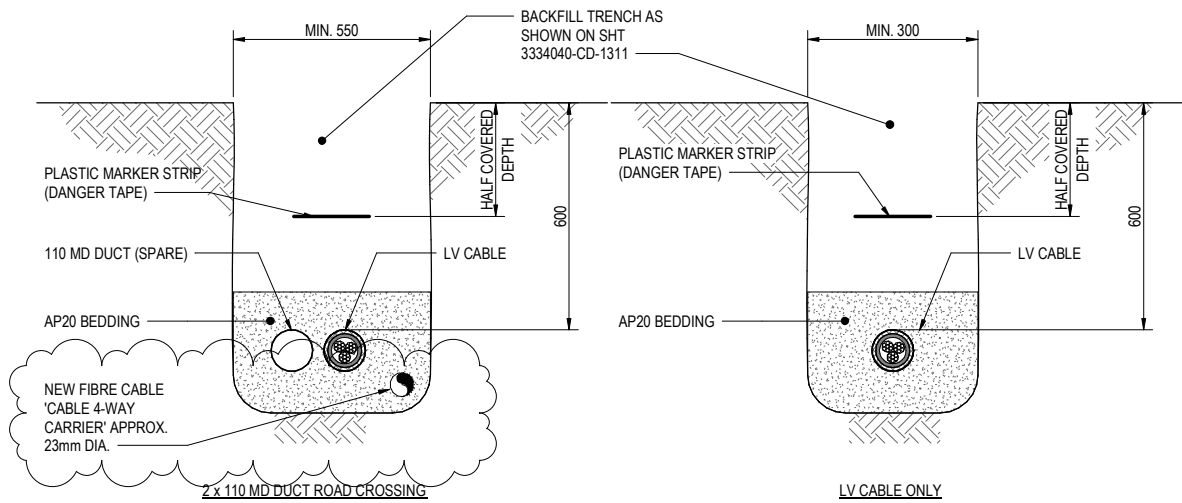 MIN. 550
BACKFILL TRENCH AS
SHOWN ON SHT
3334040-CD-1311
MIN. 300
PLASTIC MARKER STRIP
(DANGER TAPE)
HALF COVERED
DEPTH
600
110 MD DUCT (SPARE)
LV CABLE
AP20 BEDDING
NEW FIBRE CABLE
'CABLE 4-WAY
CARRIER' APPROX.
23mm DIA.
2 x 110 MD DUCT ROAD CROSSING
PLASTIC MARKER STRIP
(DANGER TAPE)
HALF COVERED
DEPTH
600
LV CABLE
AP20 BEDDING
LV CABLE ONLY